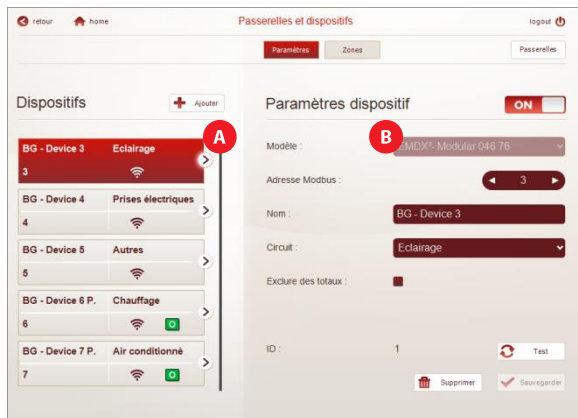 retour
home
Passerelles et dispositifs
logout
Paramètres
Zones
Passerelles
Dispositifs
Ajouter
A
BG - Device 3 Eclairage
3
BG - Device 4 Prises électriques
4
BG - Device 5 Autres
5
BG - Device 6 P. Chauffage
6 O
BG - Device 7 P. Air conditionné
7 O
Paramètres dispositif
ON
B
Modèle : EMDX³- Modular 046 76
Adresse Modbus : 3
Nom : BG - Device 3
Circuit : Eclairage
Exclure des totaux :
ID : 1
Test
Supprimer
Sauvegarder